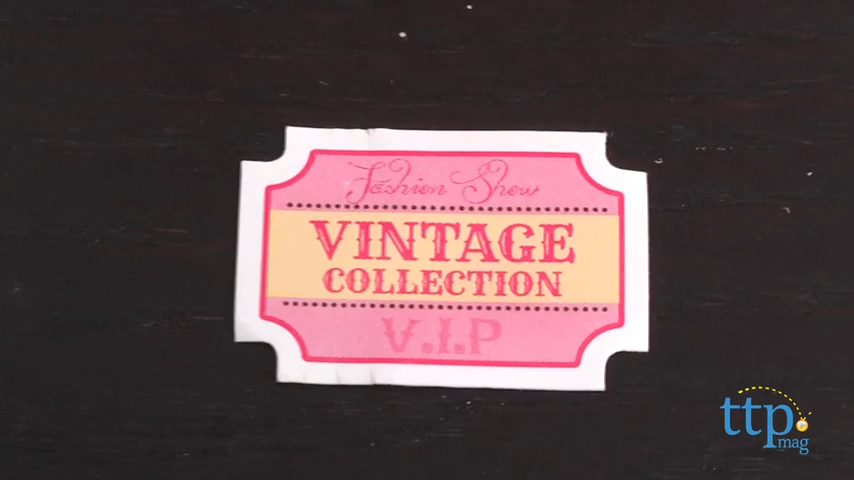 Fashion Show
VINTAGE
COLLECTION
V.I.P
ttp
mag